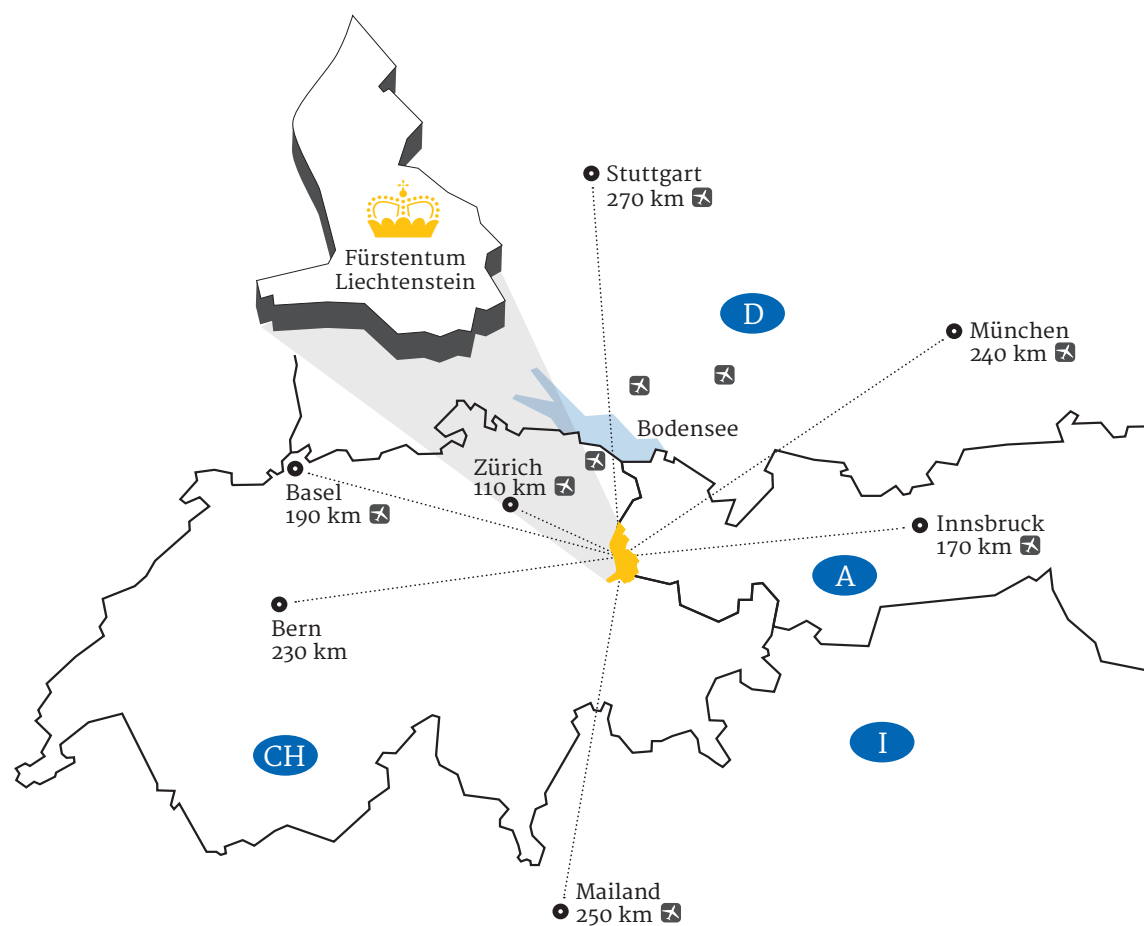 Stuttgart
270 km
Fürstentum
Liechtenstein
D
München
240 km
Bodensee
Zürich
110 km
Basel
190 km
Innsbruck
170 km
A
Bern
230 km
CH
I
Mailand
250 km